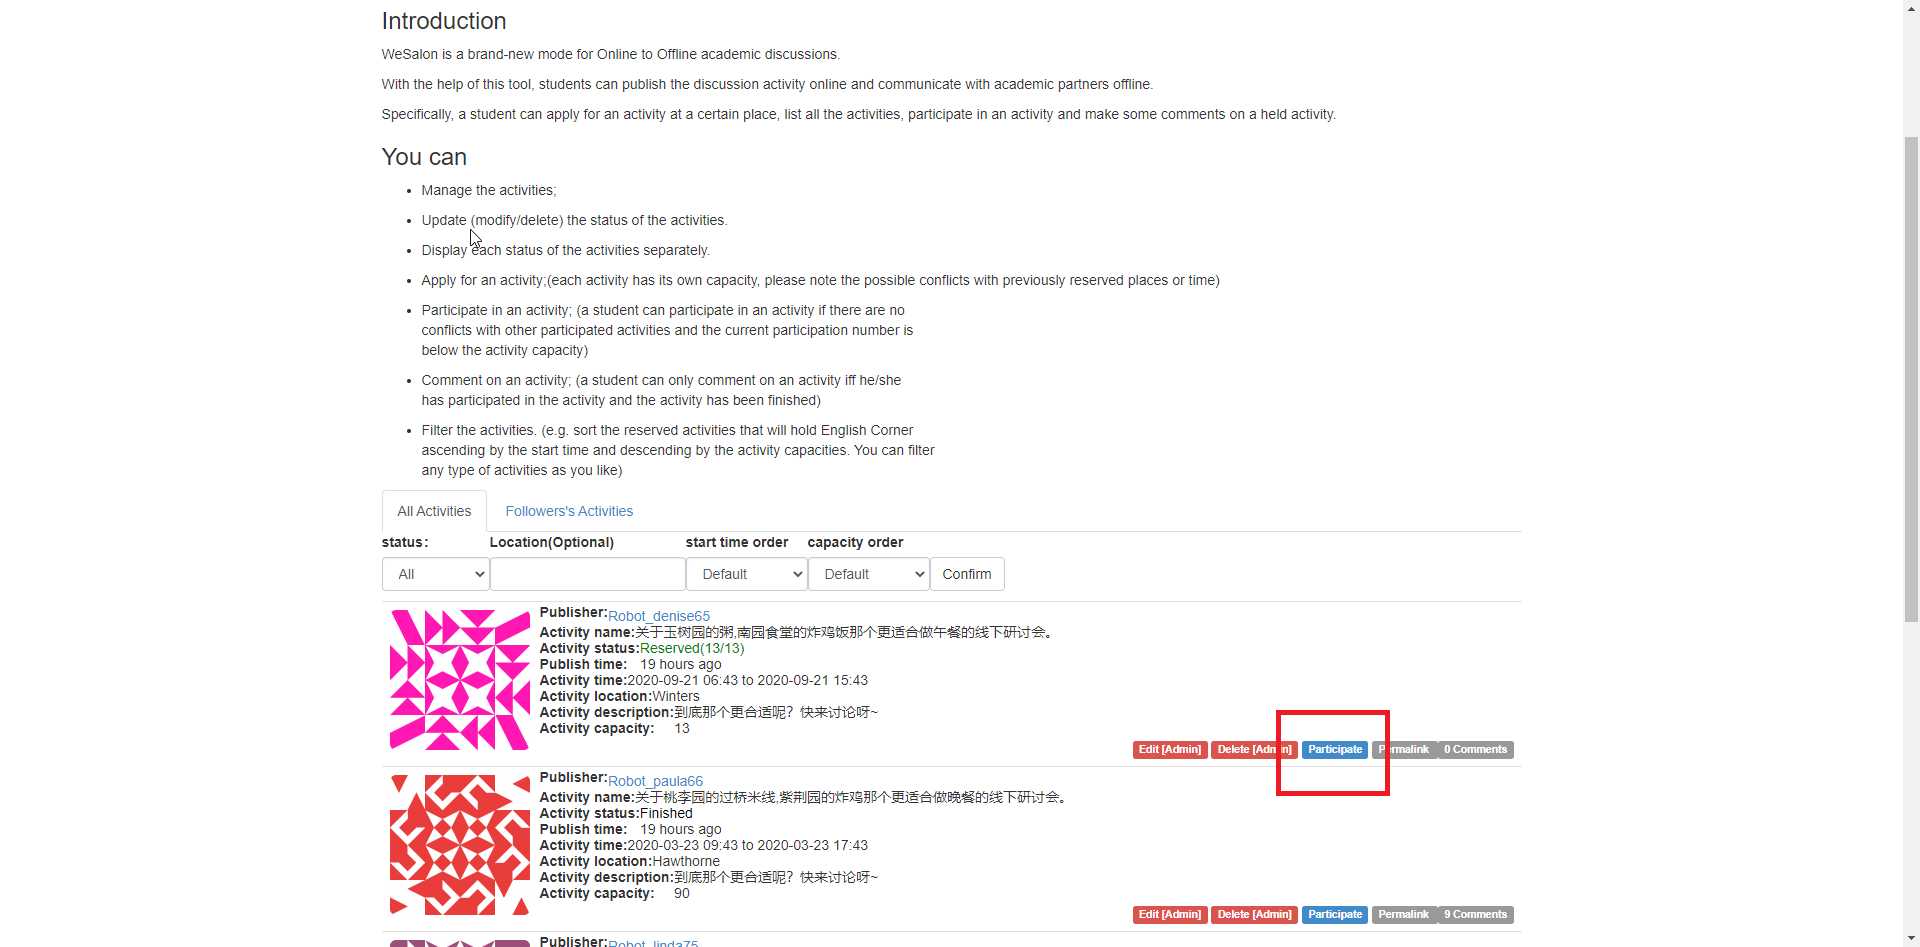 Introduction
WeSalon is a brand-new mode for Online to Offline academic discussions.
With the help of this tool, students can publish the discussion activity online and communicate with academic partners offline.
Specifically, a student can apply for an activity at a certain place, list all the activities, participate in an activity and make some comments on a held activity.
You can
Manage the activities;
Update (modify/delete) the status of the activities.
Display each status of the activities separately.
Apply for an activity;(each activity has its own capacity, please note the possible conflicts with previously reserved places or time)
Participate in an activity; (a student can participate in an activity if there are no
conflicts with other participated activities and the current participation number is
below the activity capacity)
Comment on an activity; (a student can only comment on an activity iff he/she
has participated in the activity and the activity has been finished)
Filter the activities. (e.g. sort the reserved activities that will hold English Corner
ascending by the start time and descending by the activity capacities. You can filter
any type of activities as you like)
All Activities Followers's Activities
status: Location(Optional) start time order capacity order
All Default Default Confirm
Publisher:Robot_denise65
Activity name:关于玉树园的粥,南园食堂的炸鸡饭那个更适合做午餐的线下研讨会。
Activity status:Reserved(13/13)
Publish time: 19 hours ago
Activity time:2020-09-21 06:43 to 2020-09-21 15:43
Activity location:Winters
Activity description:到底那个更合适呢？快来讨论呀~
Activity capacity: 13
Edit [Admin] Delete [Admin] Participate Permalink 0 Comments
Publisher:Robot_paula66
Activity name:关于桃李园的过桥米线,紫荆园的炸鸡那个更适合做晚餐的线下研讨会。
Activity status:Finished
Publish time: 19 hours ago
Activity time:2020-03-23 09:43 to 2020-03-23 17:43
Activity location:Hawthorne
Activity description:到底那个更合适呢？快来讨论呀~
Activity capacity: 90
Edit [Admin] Delete [Admin] Participate Permalink 9 Comments
Publisher:Robot_linda75